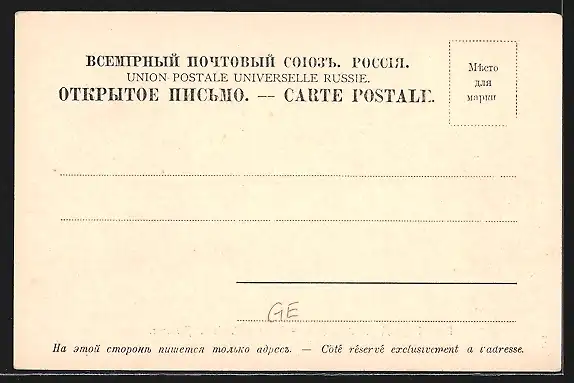 ВСЕМІРНЫЙ ПОЧТОВЫЙ СОЮЗЪ. РОССІЯ.
UNION POSTALE UNIVERSELLE RUSSIE.
ОТКРЫТОЕ ПИСЬМО. — CARTE POSTALE.
Мѣсто
для
марки
GE
На этой сторонѣ пишется только адресъ. — Côté réservé exclusivement a l'adresse.